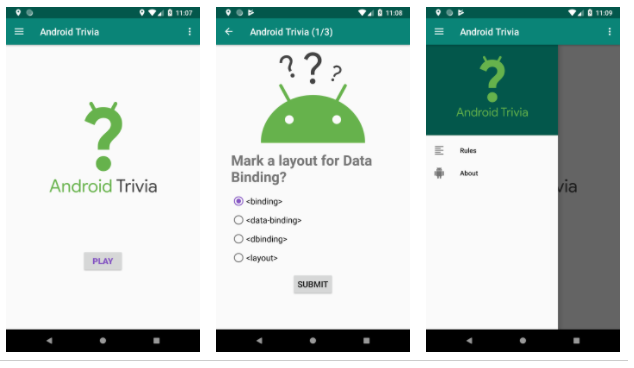 11:07
Android Trivia
?
Android Trivia
PLAY
11:08
Android Trivia (1/3)
? ? ?
Mark a layout for Data
Binding?
<binding>
<data-binding>
<dbinding>
<layout>
SUBMIT
11:09
Android Trivia
?
Android Trivia
Rules
About
via